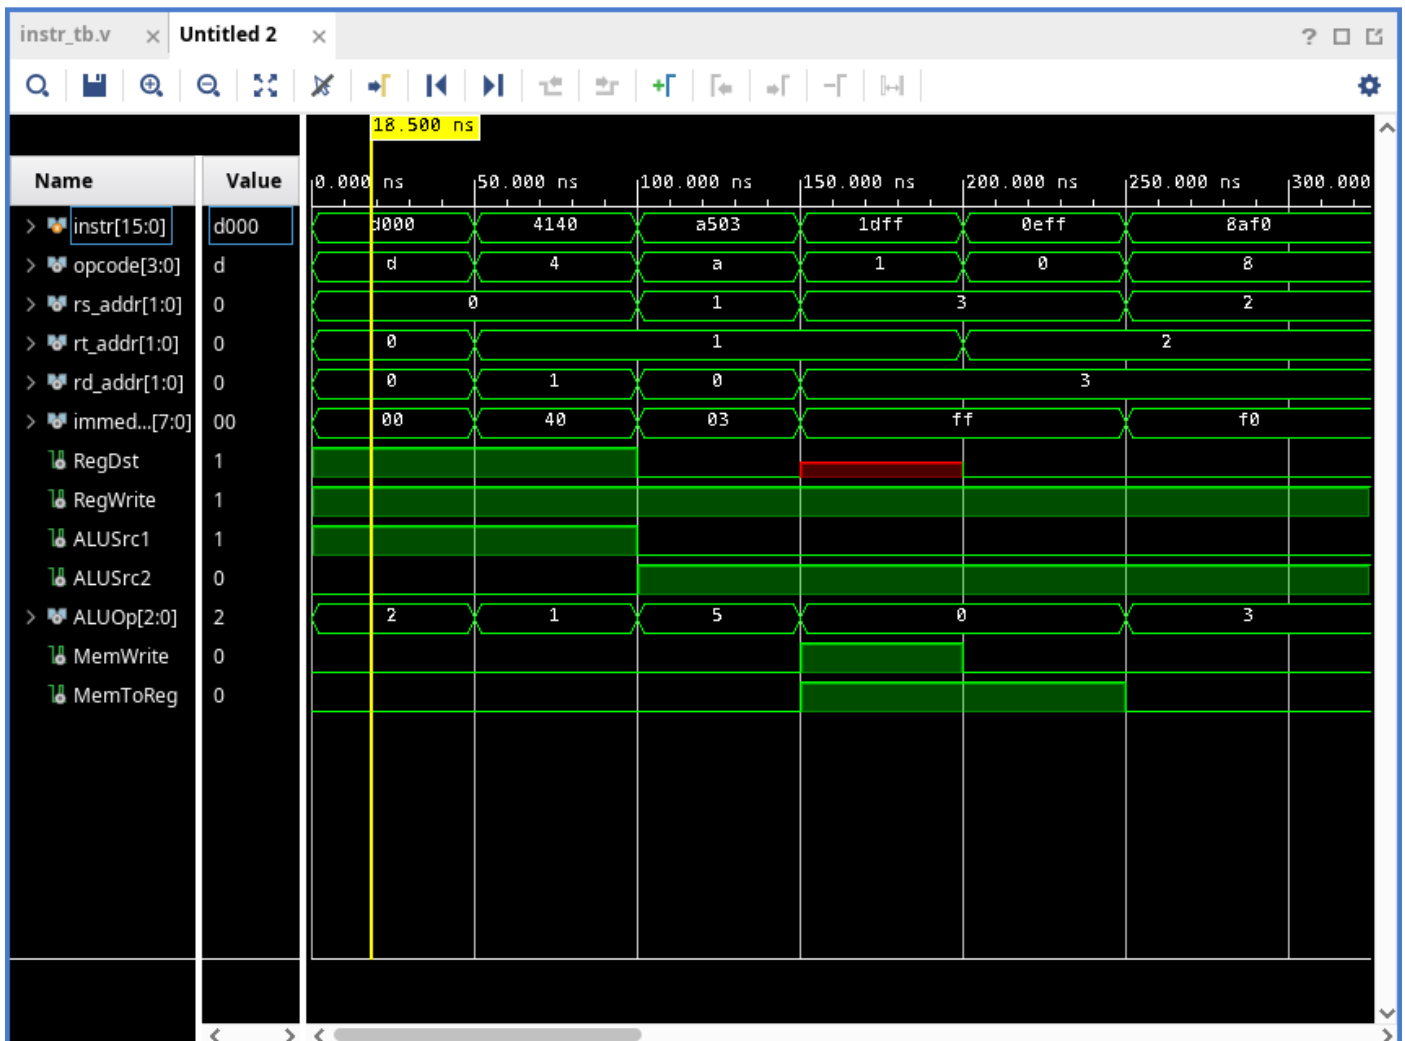 instr_tb.v × Untitled 2 ×
?
18.500 ns
Name Value 0.000 ns 50.000 ns 100.000 ns 150.000 ns 200.000 ns 250.000 ns 300.000
instr[15:0] d000 d000 4140 a503 1dff 0eff 8af0
opcode[3:0] d d 4 a 1 0 8
rs_addr[1:0] 0 0 1 3 2
rt_addr[1:0] 0 0 1 2
rd_addr[1:0] 0 0 1 0 3
immed...[7:0] 00 00 40 03 ff f0
RegDst 1
RegWrite 1
ALUSrc1 1
ALUSrc2 0
ALUOp[2:0] 2 2 1 5 0 3
MemWrite 0
MemToReg 0